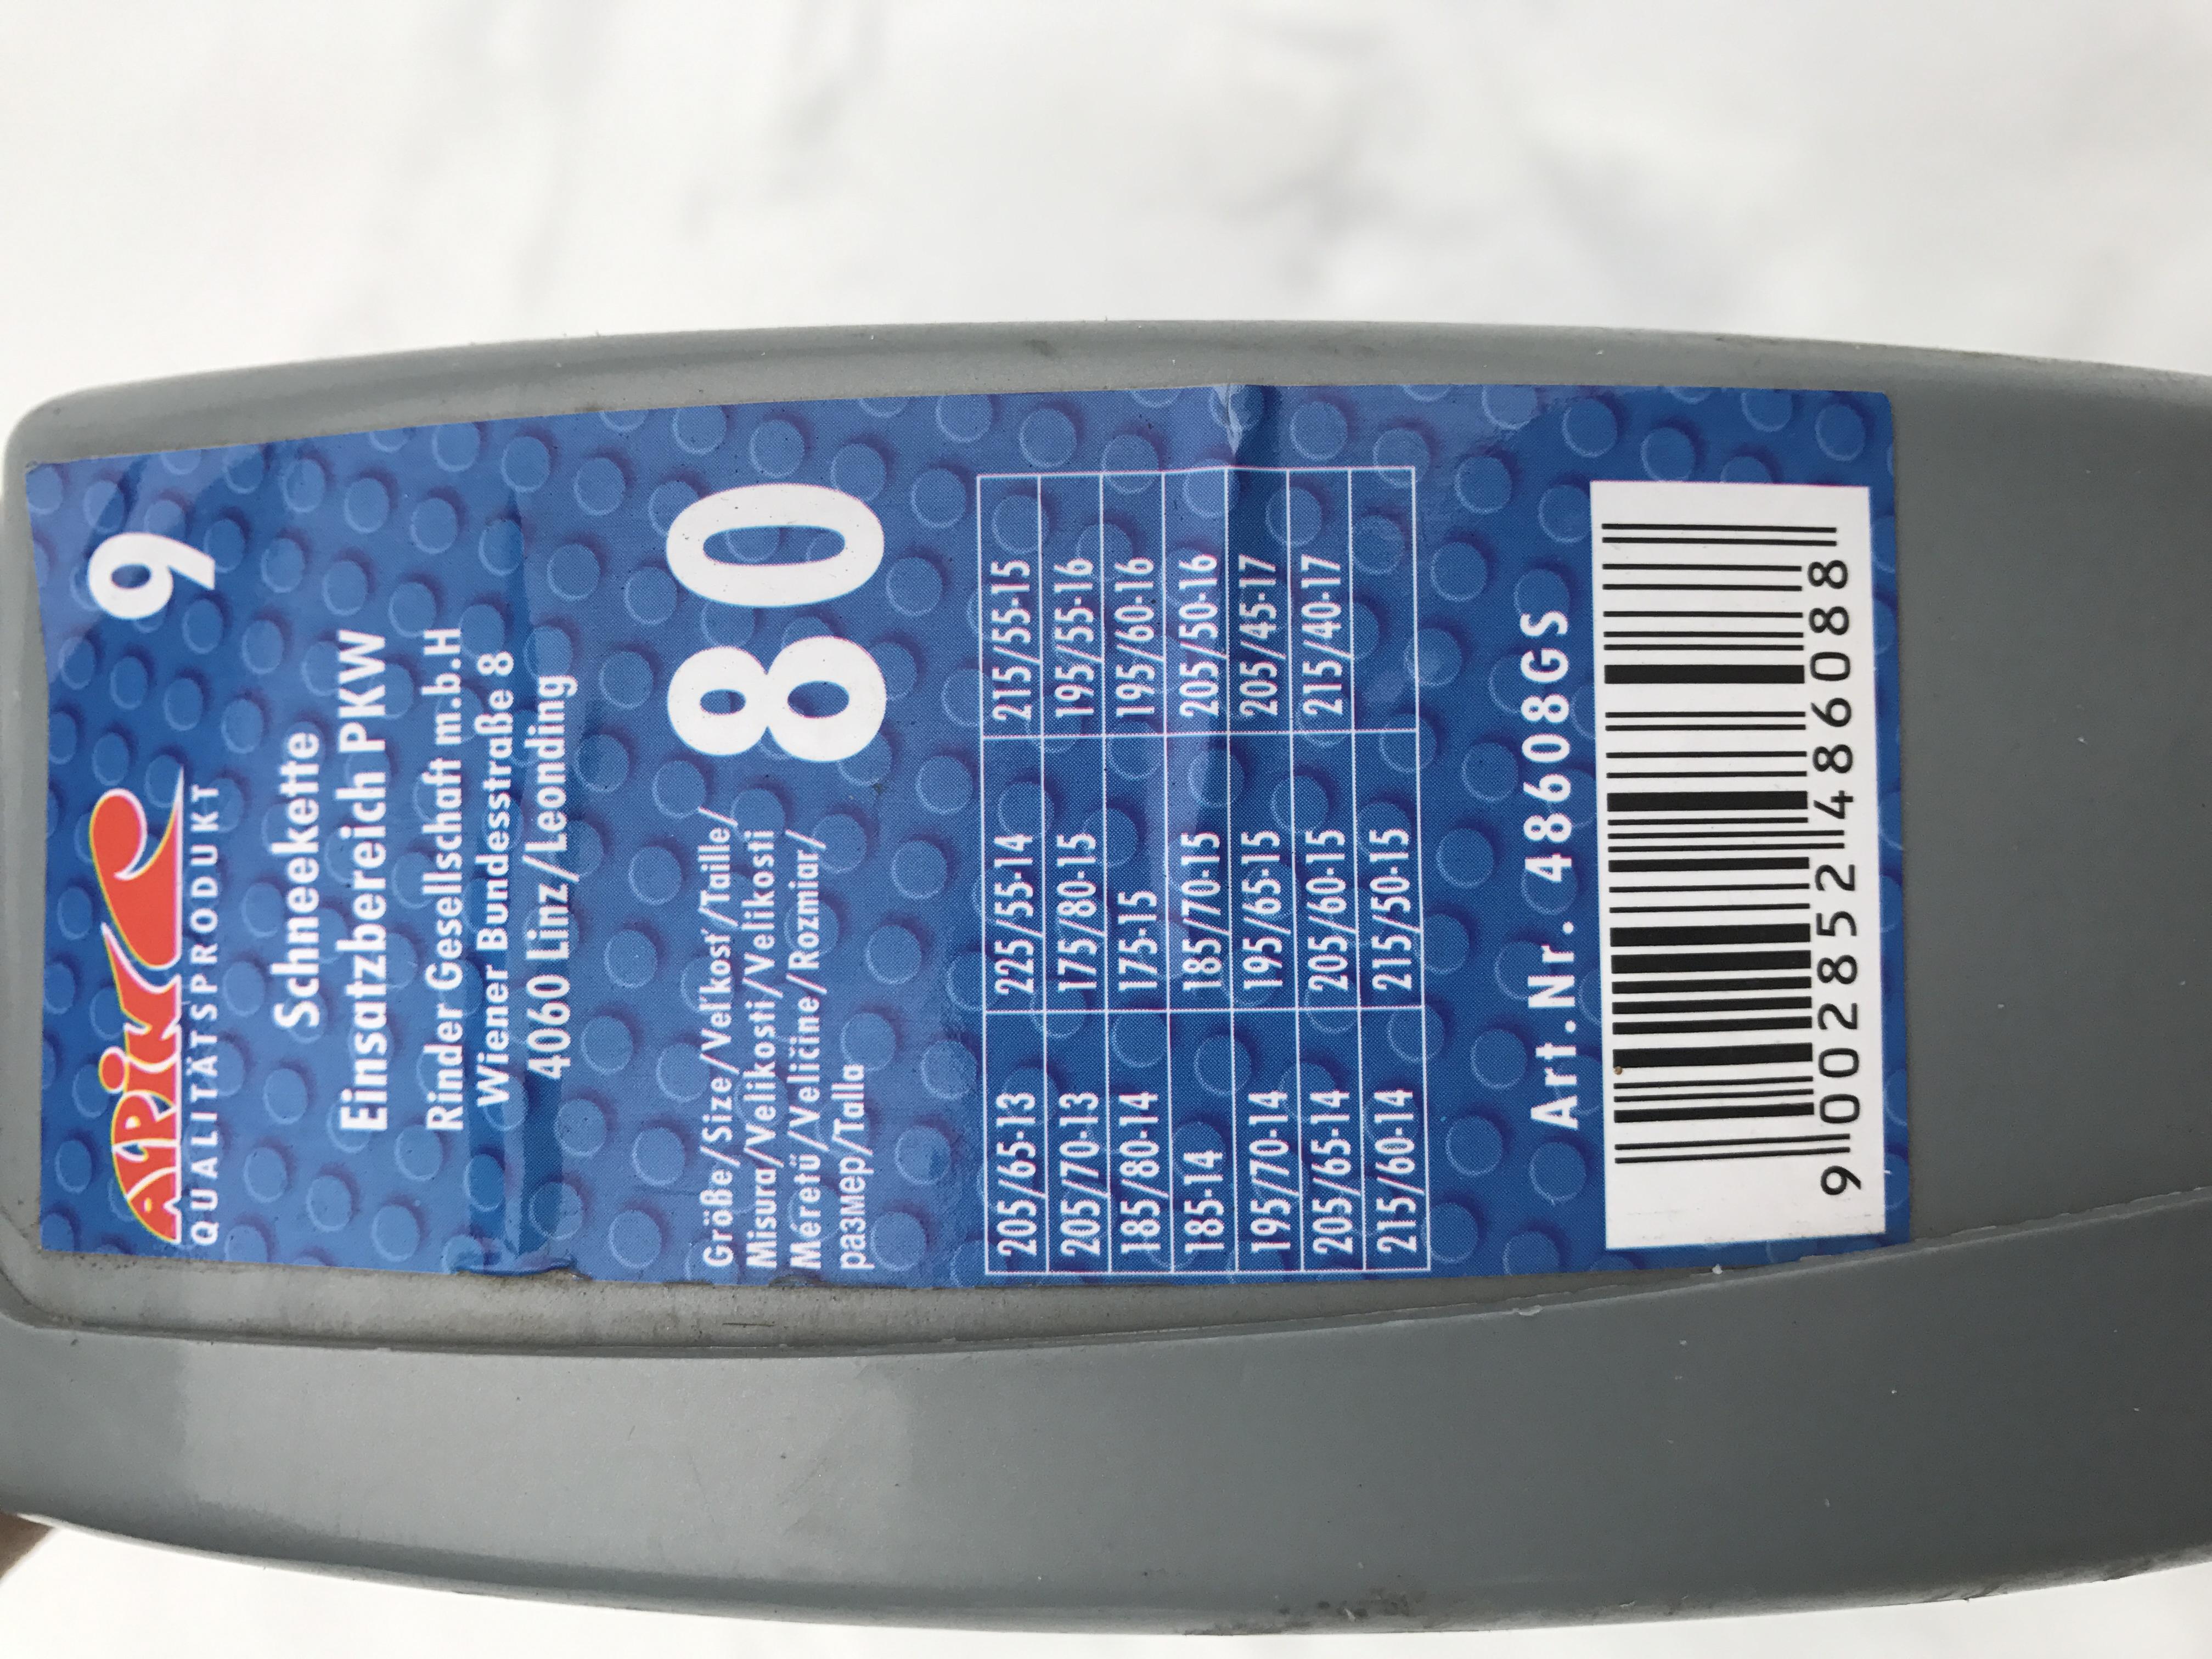 APiN 9
QUALITÄTSPRODUKT
Schneekette
Einsatzbereich PKW
Rinder Gesellschaft m.b.H
Wiener Bundesstraße 8
4060 Linz/Leonding
Größe/Size/Veľkosť/Taille/
Misura/Velikosti/Velikosti
Méretü/Veličine/Rozmiar/
размер/Talla
80
205/65-13 225/55-14 215/55-15
205/70-13 175/80-15 195/55-16
185/80-14 175-15 195/60-16
185-14 185/70-15 205/50-16
195/70-14 195/65-15 205/45-17
205/65-14 205/60-15 215/40-17
215/60-14 215/50-15
Art.Nr. 48608GS
9 002852 486088